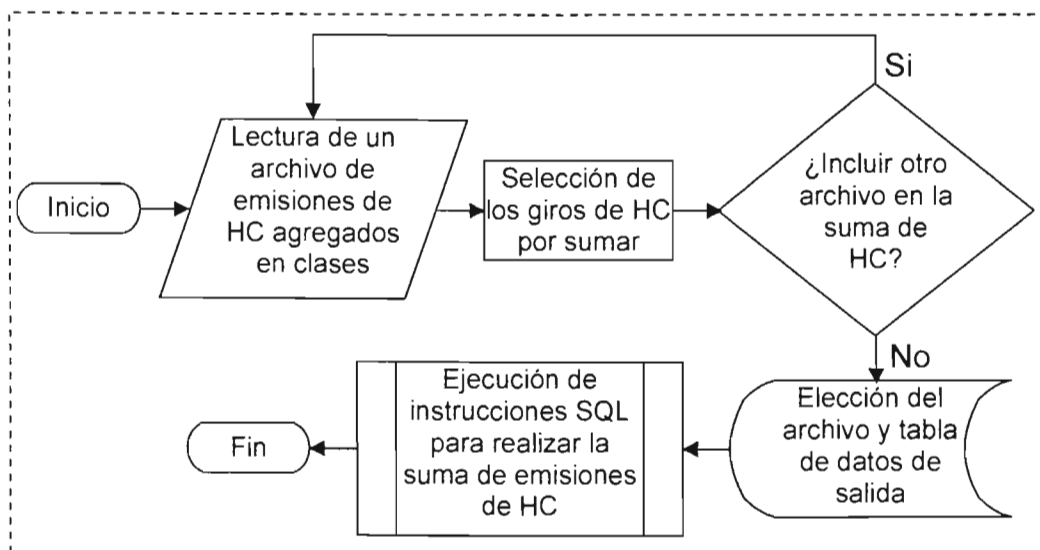 Inicio
Lectura de un
archivo de
emisiones de
HC agregados
en clases
Selección de
los giros de HC
por sumar
¿Incluir otro
archivo en la
suma de
HC?
Si
No
Elección del
archivo y tabla
de datos de
salida
Ejecución de
instrucciones SQL
para realizar la
suma de emisiones
de HC
Fin